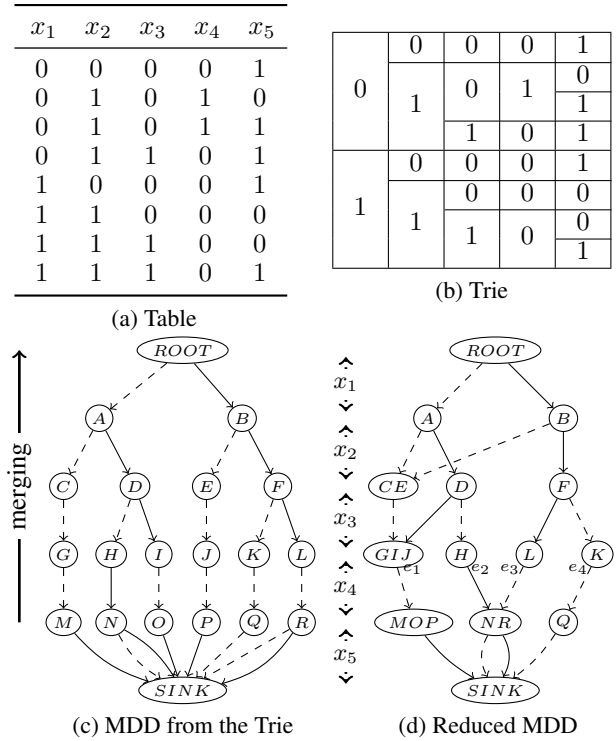 x1 x2 x3 x4 x5
0 0 0 0 1
0 1 0 1 0
0 1 0 1 1
0 1 1 0 1
1 0 0 0 1
1 1 0 0 0
1 1 1 0 0
1 1 1 0 1
(a) Table
0 0 0 0 1
1 0 1 0
1
1 0 1
1 0 0 0 1
1 0 0 0
1 0 0
1
(b) Trie
merging
ROOT
A B
C D E F
G H I J K L
M N O P Q R
SINK
(c) MDD from the Trie
x1
x2
x3
x4
x5
ROOT
A B
CE D F
GIJ H L K
e1 e2 e3 e4
MOP NR Q
SINK
(d) Reduced MDD